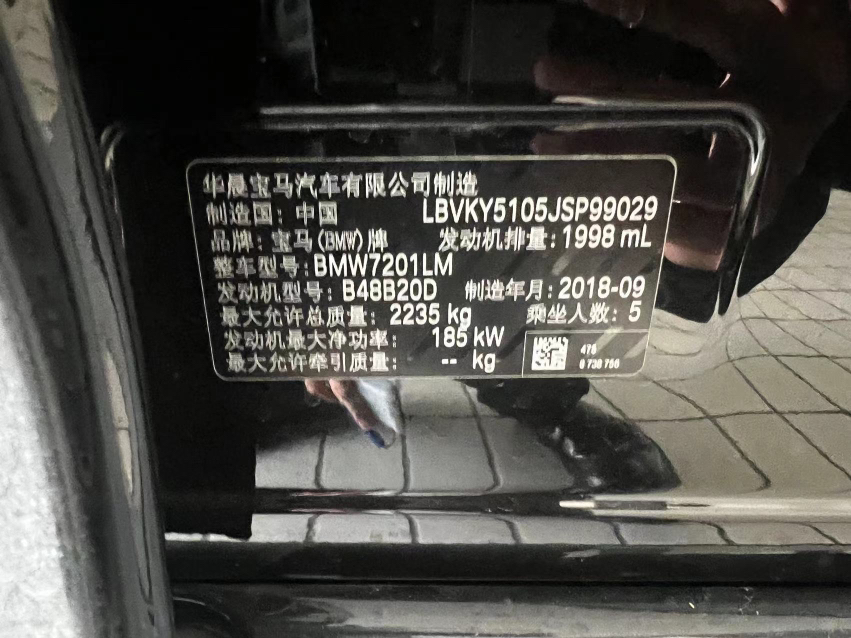 华晨宝马汽车有限公司制造
制造国: 中国 LBVKY5105JSP99029
品牌: 宝马(BMW)牌 发动机排量: 1998 mL
整车型号: BMW7201LM
发动机型号: B48B20D 制造年月: 2018-09
最大允许总质量: 2235 kg 乘坐人数: 5
发动机最大净功率: 185 kW
最大允许牵引质量: -- kg
475
6 738 756